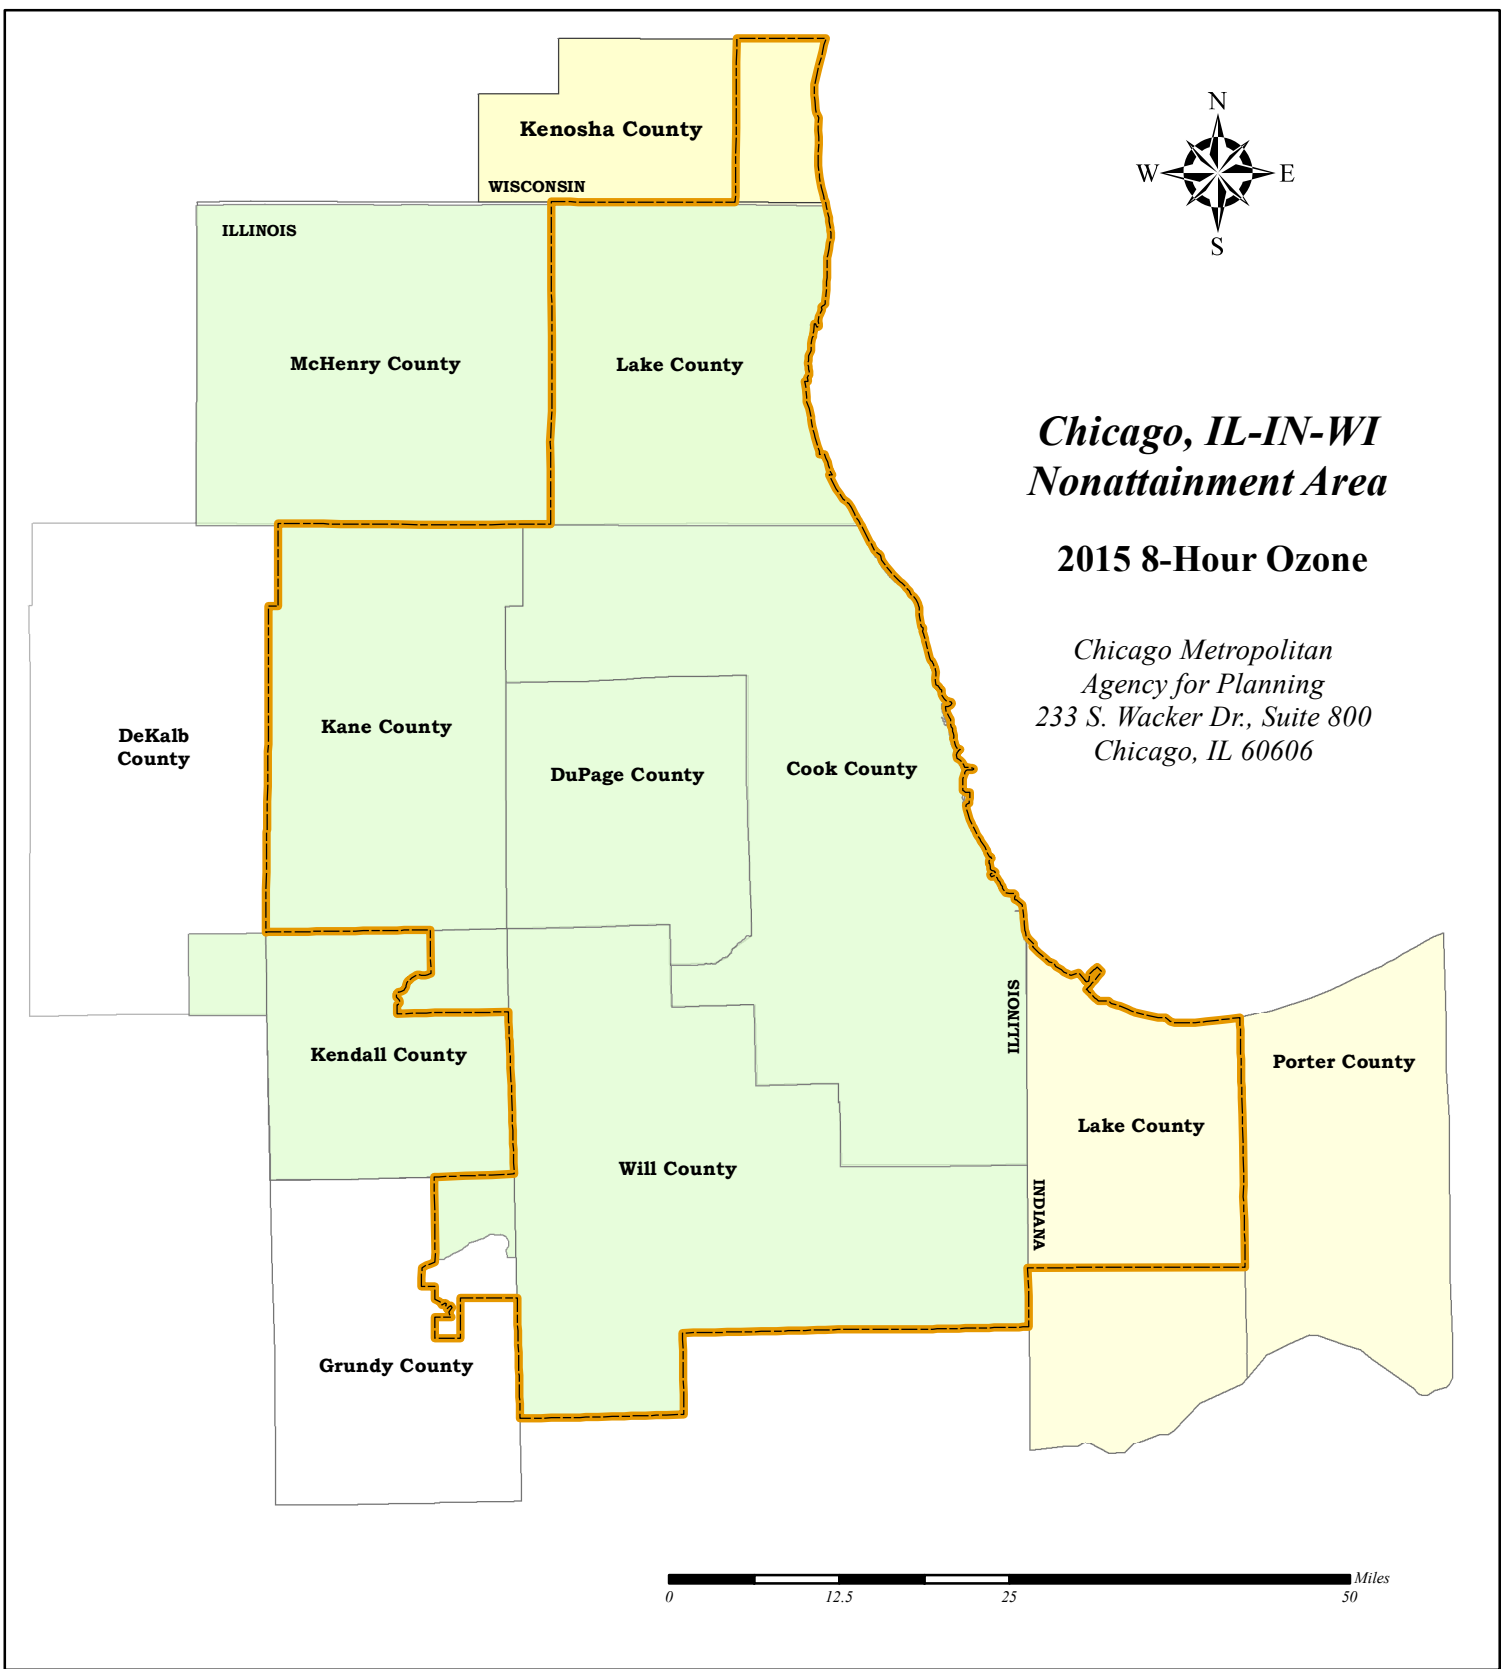 Kenosha County
WISCONSIN
ILLINOIS
McHenry County
Lake County
N
W
E
S
Chicago, IL-IN-WI
Nonattainment Area
2015 8-Hour Ozone
Chicago Metropolitan
Agency for Planning
233 S. Wacker Dr., Suite 800
Chicago, IL 60606
DeKalb
County
Kane County
DuPage County
Cook County
Kendall County
ILLINOIS
Porter County
Lake County
Will County
INDIANA
Grundy County
Miles
0
12.5
25
50